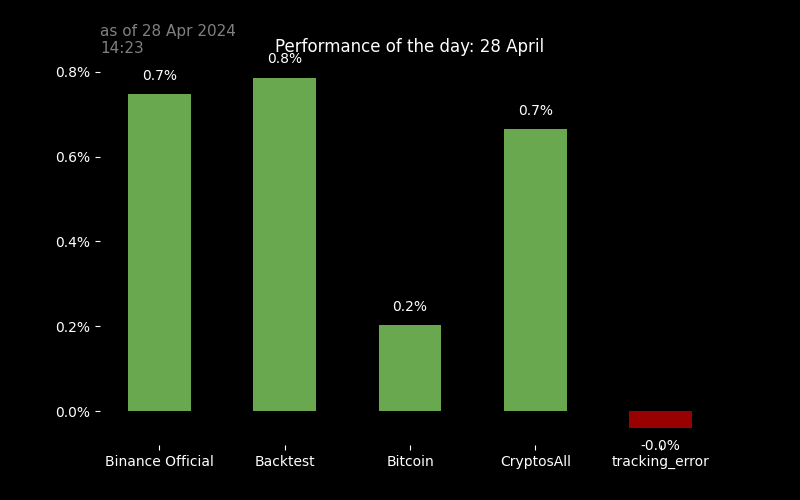 as of 28 Apr 2024
14:23
Performance of the day: 28 April
0.8%
0.6%
0.4%
0.2%
0.0%
0.7%
0.8%
0.2%
0.7%
-0.0%
Binance Official
Backtest
Bitcoin
CryptosAll
tracking_error